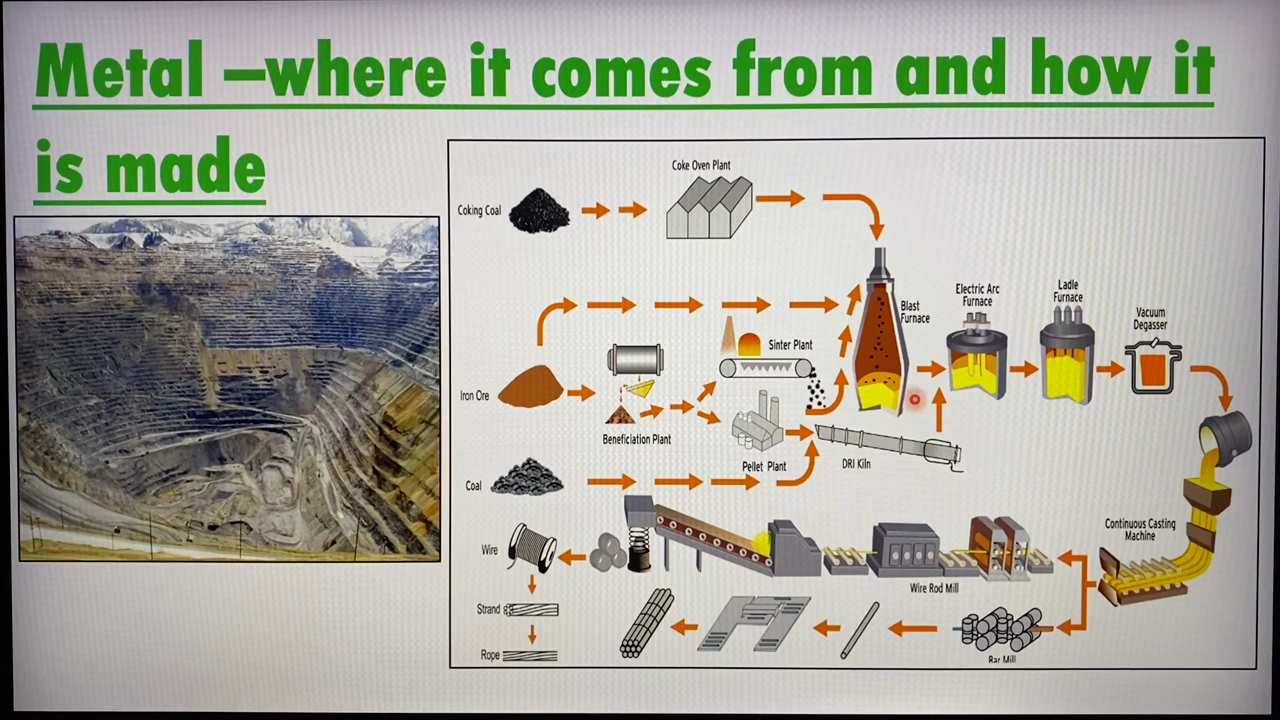 Metal –where it comes from and how it
is made
Coke Oven Plant
Coking Coal
Electric Arc
Furnace
Ladle
Furnace
Blast
Furnace
Vacuum
Degasser
Sinter Plant
Iron Ore
Beneficiation Plant
Pellet Plant
DRI Kiln
Coal
Continuous Casting
Machine
Wire
Wire Rod Mill
Strand
Rope
Bar Mill